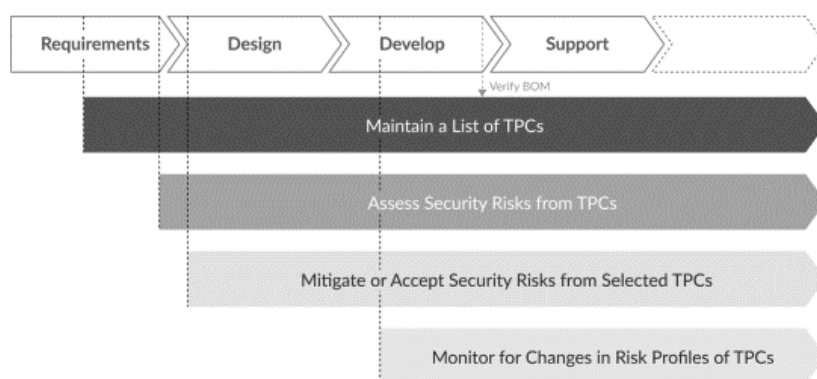 Requirements
Design
Develop
Support
Verify BOM
Maintain a List of TPCs
Assess Security Risks from TPCs
Mitigate or Accept Security Risks from Selected TPCs
Monitor for Changes in Risk Profiles of TPCs